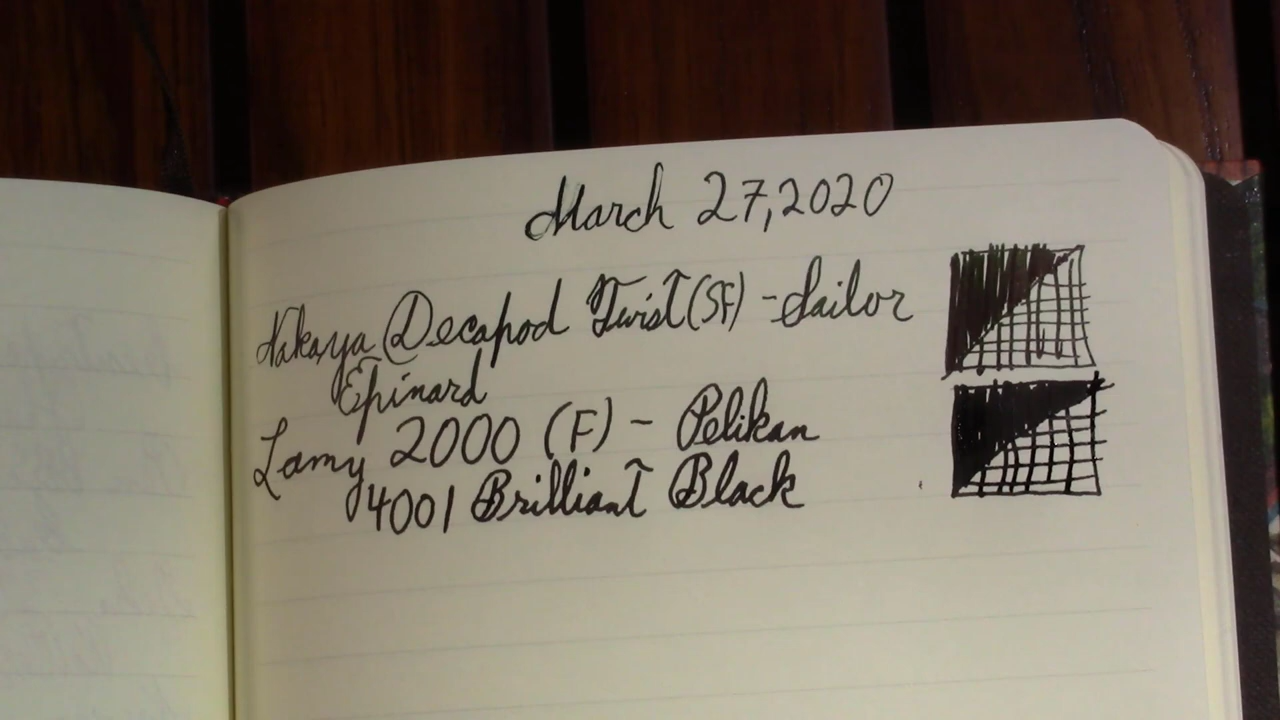 March 27, 2020
Nakaya Decapod Twist (SF) - Sailor
Epinard
Lamy 2000 (F) - Pelikan
4001 Brilliant Black